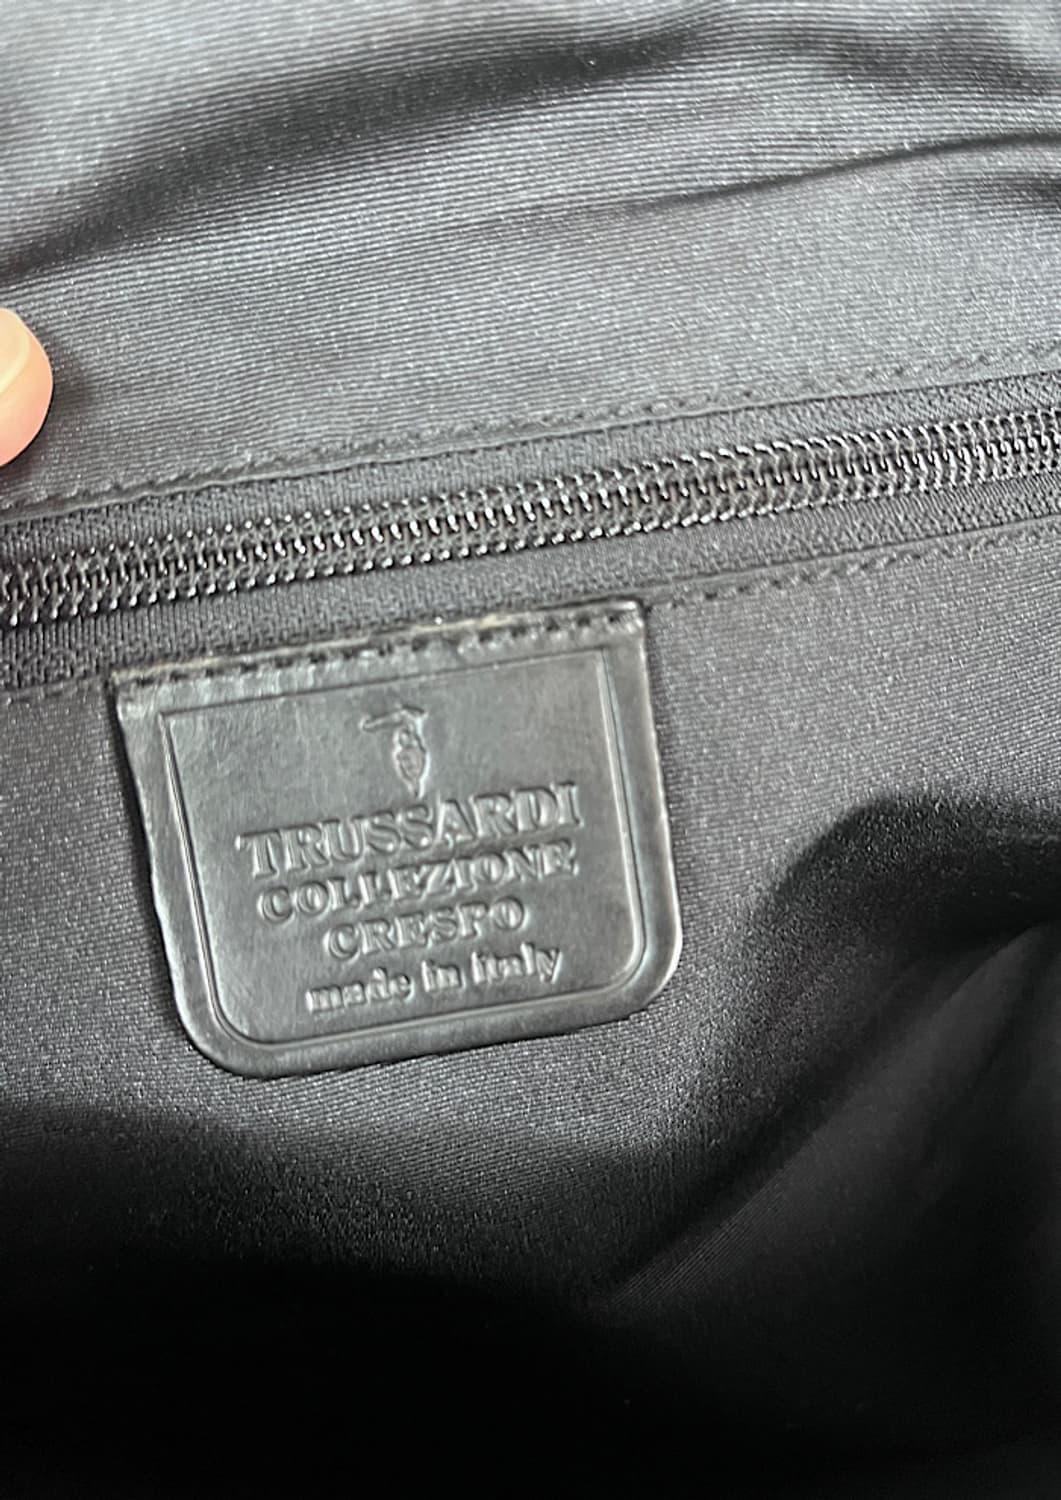 TRUSSARDI
COLLEZIONE
CRESPO
made in italy